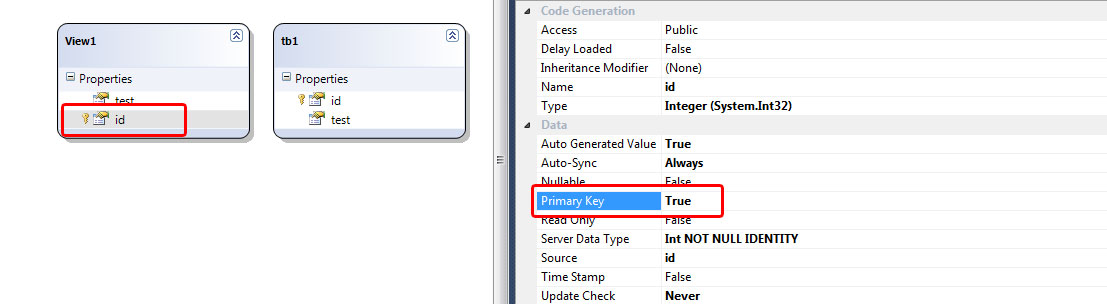 View1
Properties
test
id
tb1
Properties
id
test
Code Generation
Access Public
Delay Loaded False
Inheritance Modifier (None)
Name id
Type Integer (System.Int32)
Data
Auto Generated Value True
Auto-Sync Always
Nullable False
Primary Key True
Read Only False
Server Data Type Int NOT NULL IDENTITY
Source id
Time Stamp False
Update Check Never